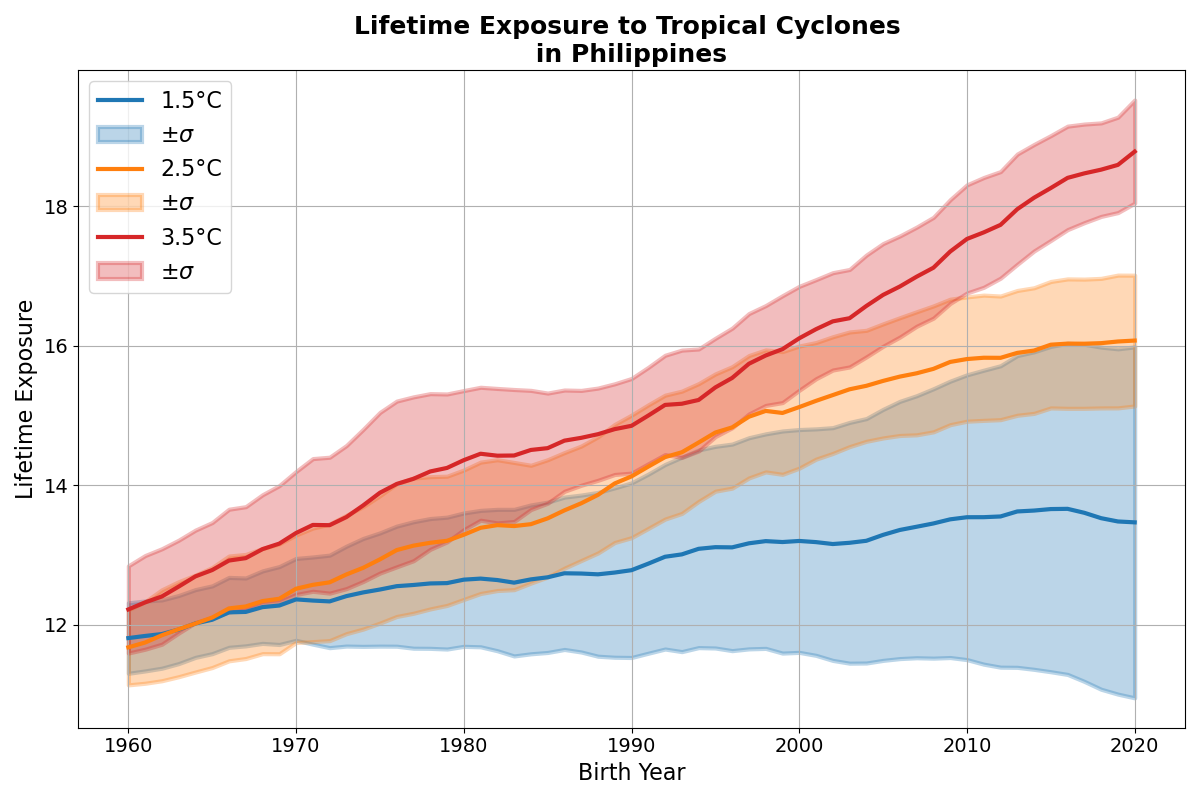 Lifetime Exposure to Tropical Cyclones
in Philippines
1.5°C
±σ
2.5°C
±σ
3.5°C
±σ
Lifetime Exposure
18
16
14
12
1960 1970 1980 1990 2000 2010 2020
Birth Year